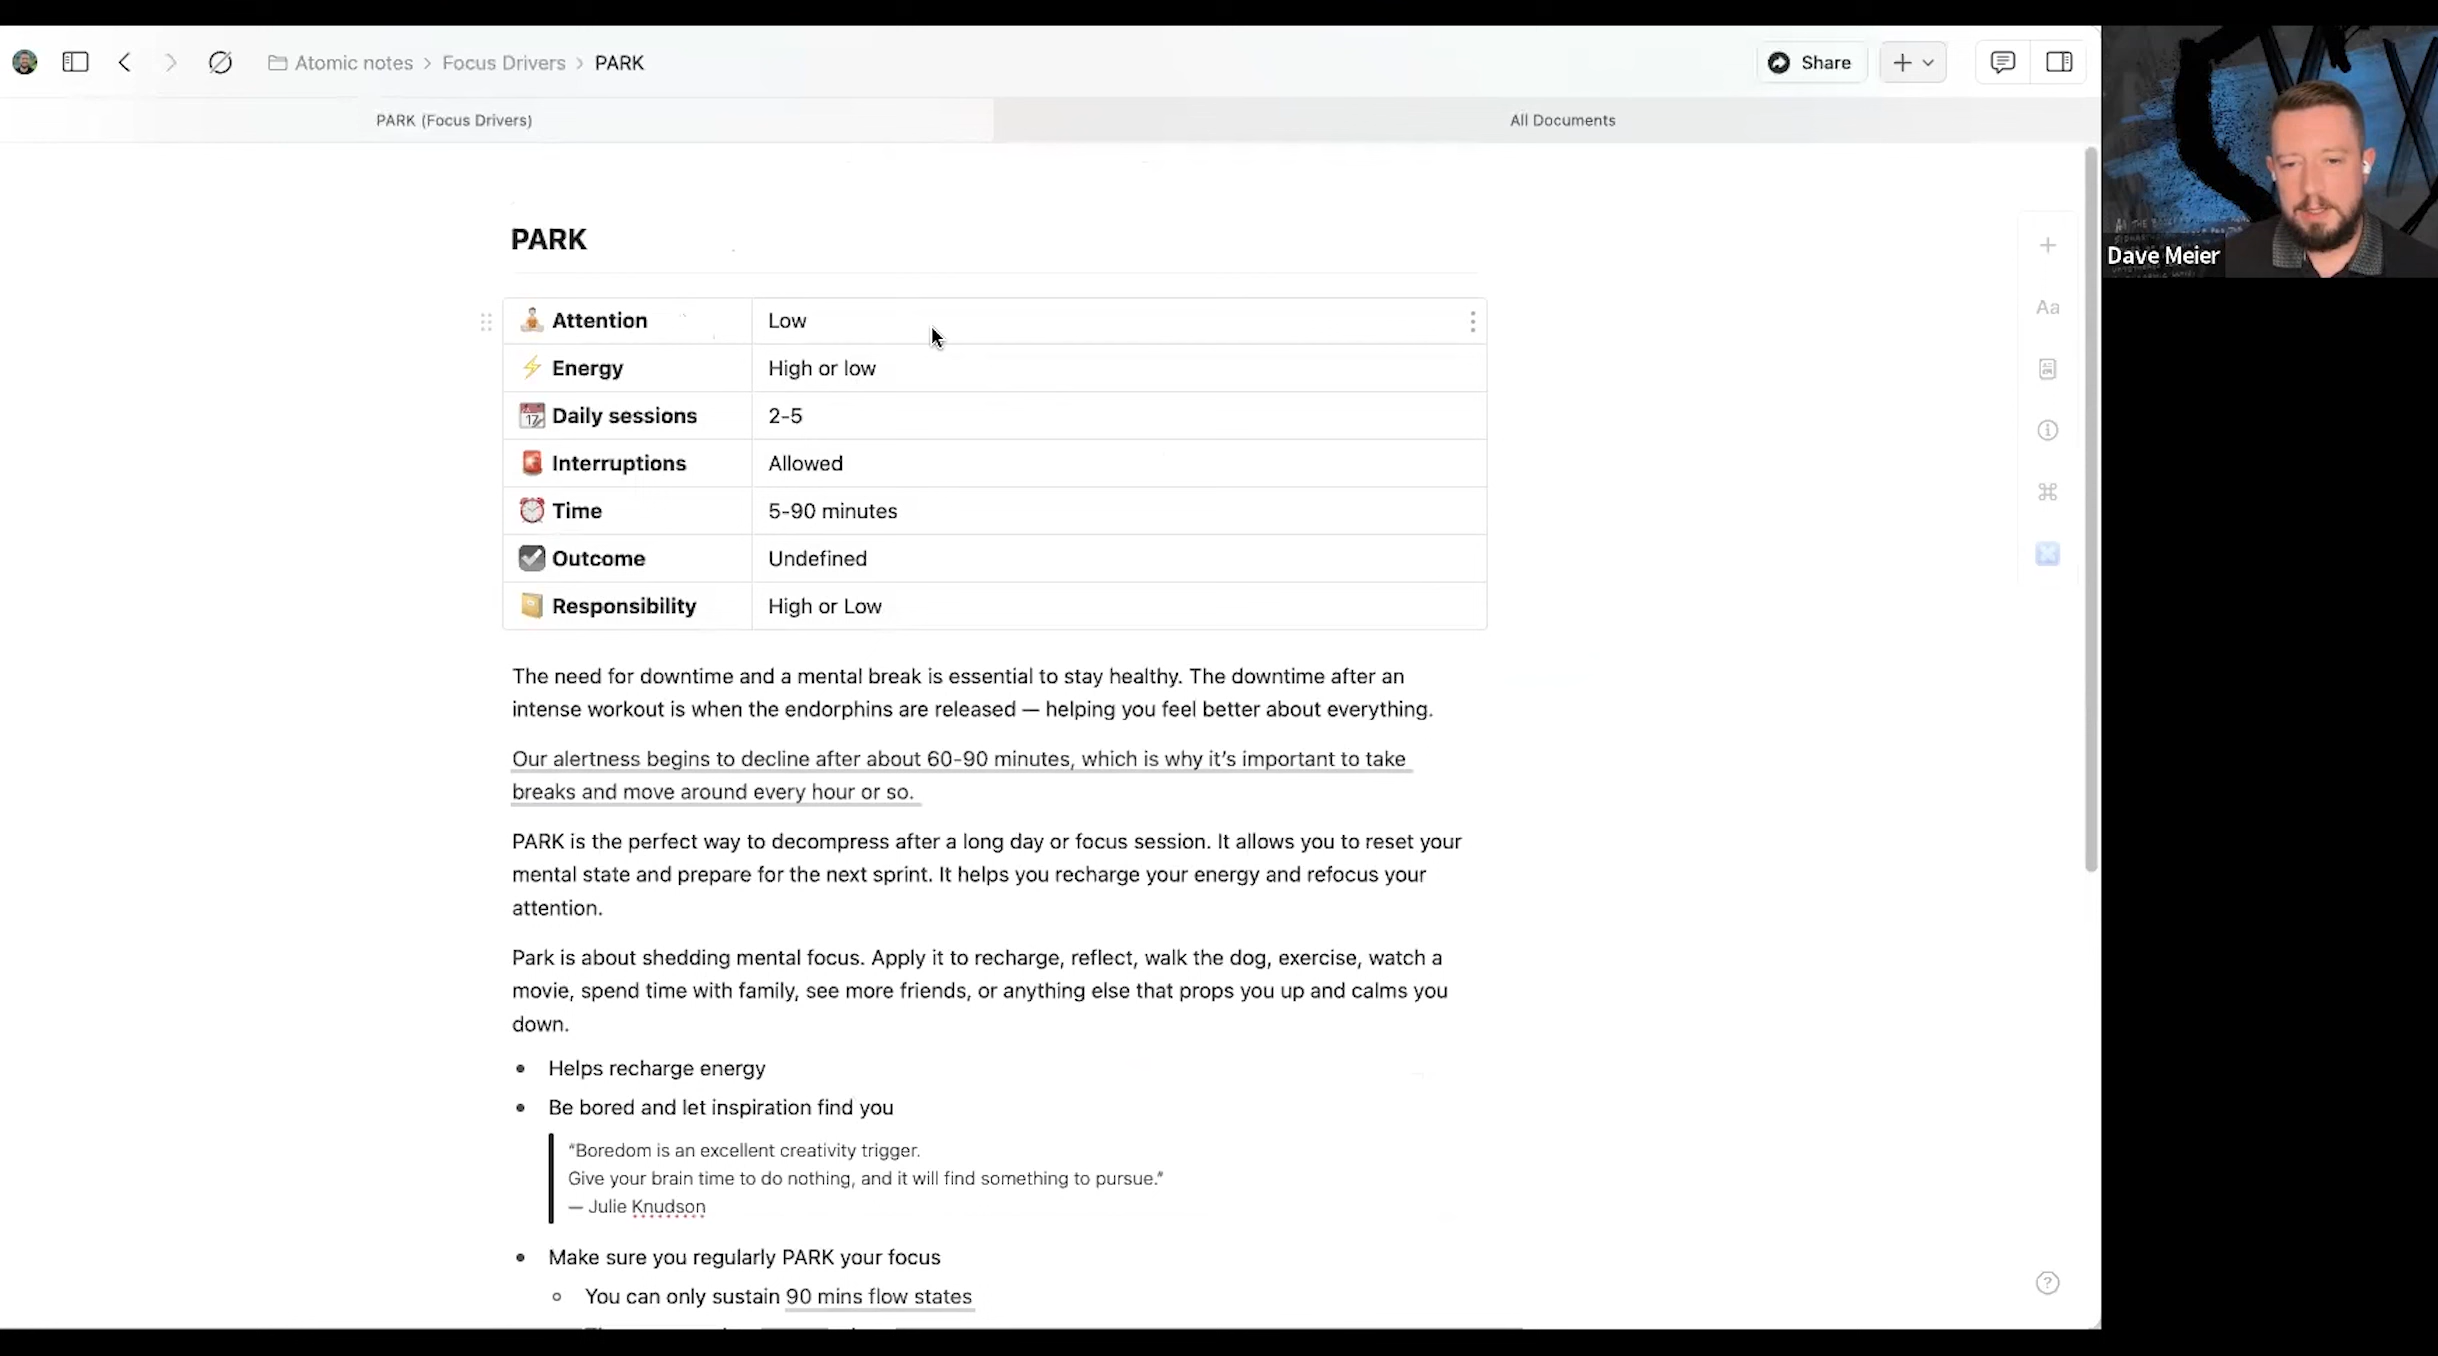 Atomic notes > Focus Drivers > PARK
Share
PARK (Focus Drivers)
All Documents
Dave Meier
PARK
Aa
Attention Low
Energy High or low
Daily sessions 2-5
Interruptions Allowed
Time 5-90 minutes
Outcome Undefined
Responsibility High or Low
The need for downtime and a mental break is essential to stay healthy. The downtime after an
intense workout is when the endorphins are released — helping you feel better about everything.
Our alertness begins to decline after about 60-90 minutes, which is why it's important to take
breaks and move around every hour or so.
PARK is the perfect way to decompress after a long day or focus session. It allows you to reset your
mental state and prepare for the next sprint. It helps you recharge your energy and refocus your
attention.
Park is about shedding mental focus. Apply it to recharge, reflect, walk the dog, exercise, watch a
movie, spend time with family, see more friends, or anything else that props you up and calms you
down.
• Helps recharge energy
• Be bored and let inspiration find you
"Boredom is an excellent creativity trigger.
Give your brain time to do nothing, and it will find something to pursue."
— Julie Knudson
• Make sure you regularly PARK your focus
◦ You can only sustain 90 mins flow states